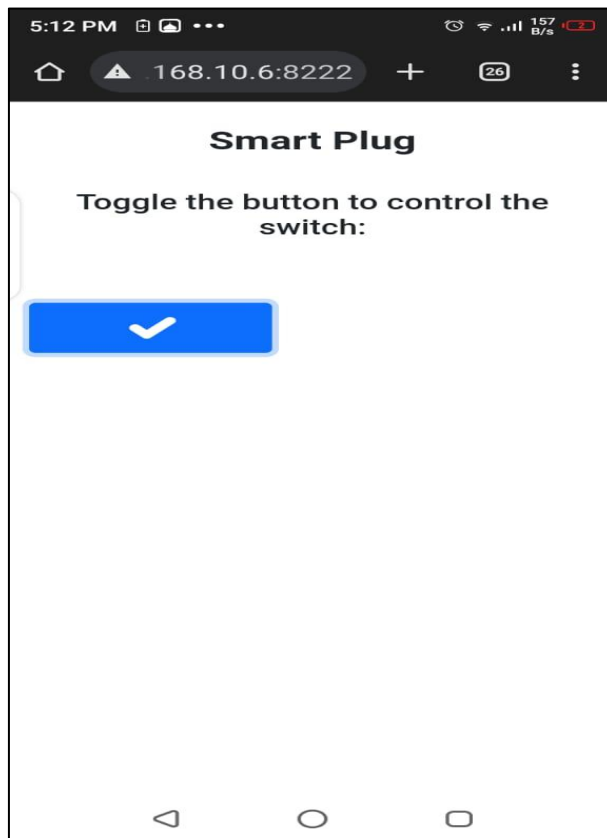 5:12 PM ••• 157 B/s 2
.168.10.6:8222 26
Smart Plug
Toggle the button to control the
switch: